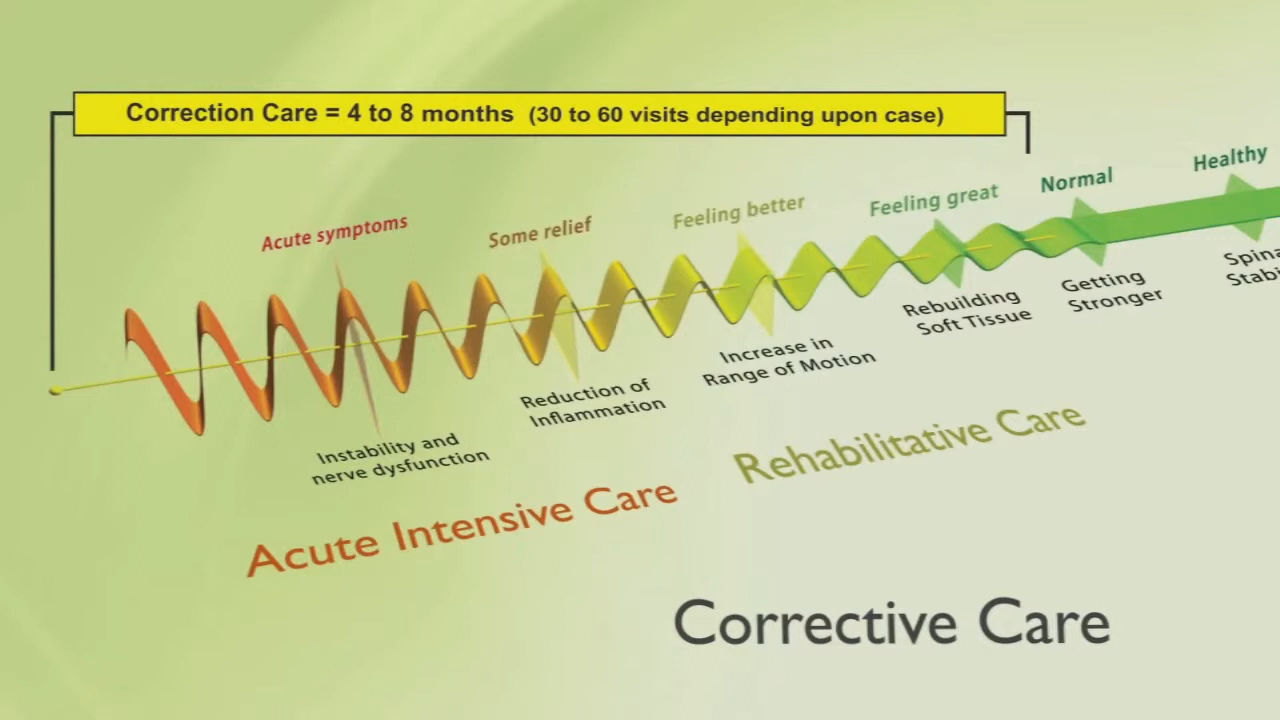 Correction Care = 4 to 8 months (30 to 60 visits depending upon case)
Acute symptoms
Some relief
Feeling better
Feeling great
Normal
Healthy
Instability and
nerve dysfunction
Reduction of
Inflammation
Increase in
Range of Motion
Rebuilding
Soft Tissue
Getting
Stronger
Acute Intensive Care
Rehabilitative Care
Corrective Care